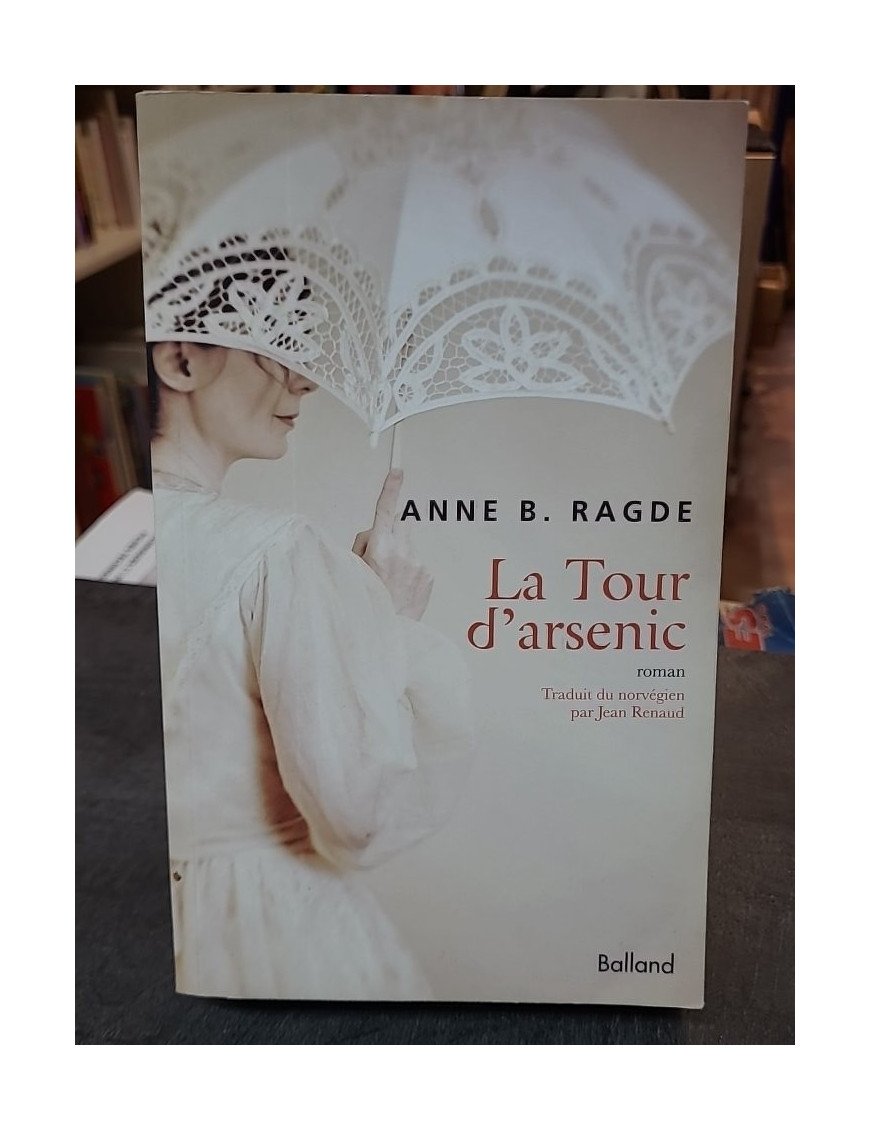 ANNE B. RAGDE
La Tour
d'arsenic
roman
Traduit du norvégien
par Jean Renaud
Balland